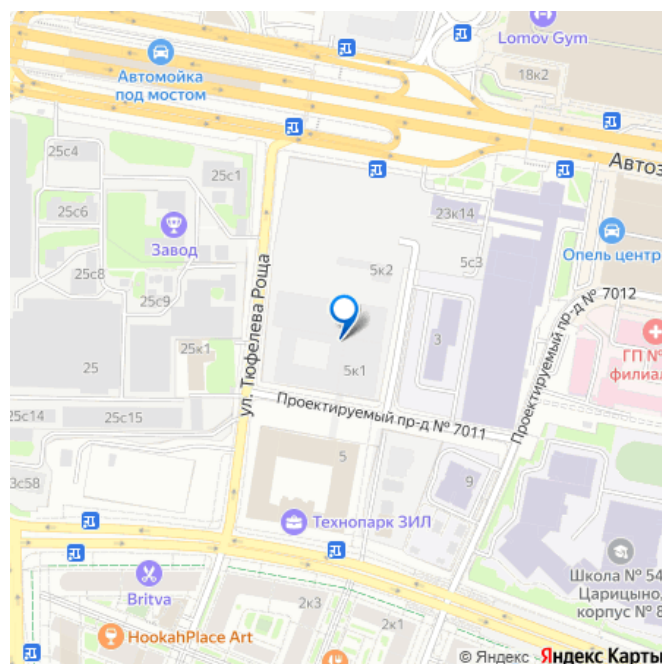 Lomov Gym
Автомойка
под мостом
18к2
25с4
25с1
Автоз
25с6
23к14
Завод
Опель центр
5с3
5к2
25с8
25с9
ул. Тюфелева Роща
Проектируемый пр-д № 7012
3
ГП №
филиал
25к1
25
5к1
Проектируемый пр-д № 7011
25с14
25с15
5
3с58
9
Технопарк ЗИЛ
Школа № 54
Царицыно,
корпус № 8
Britva
2к3
HookahPlace Art
2к1
© Яндекс Яндекс Карты